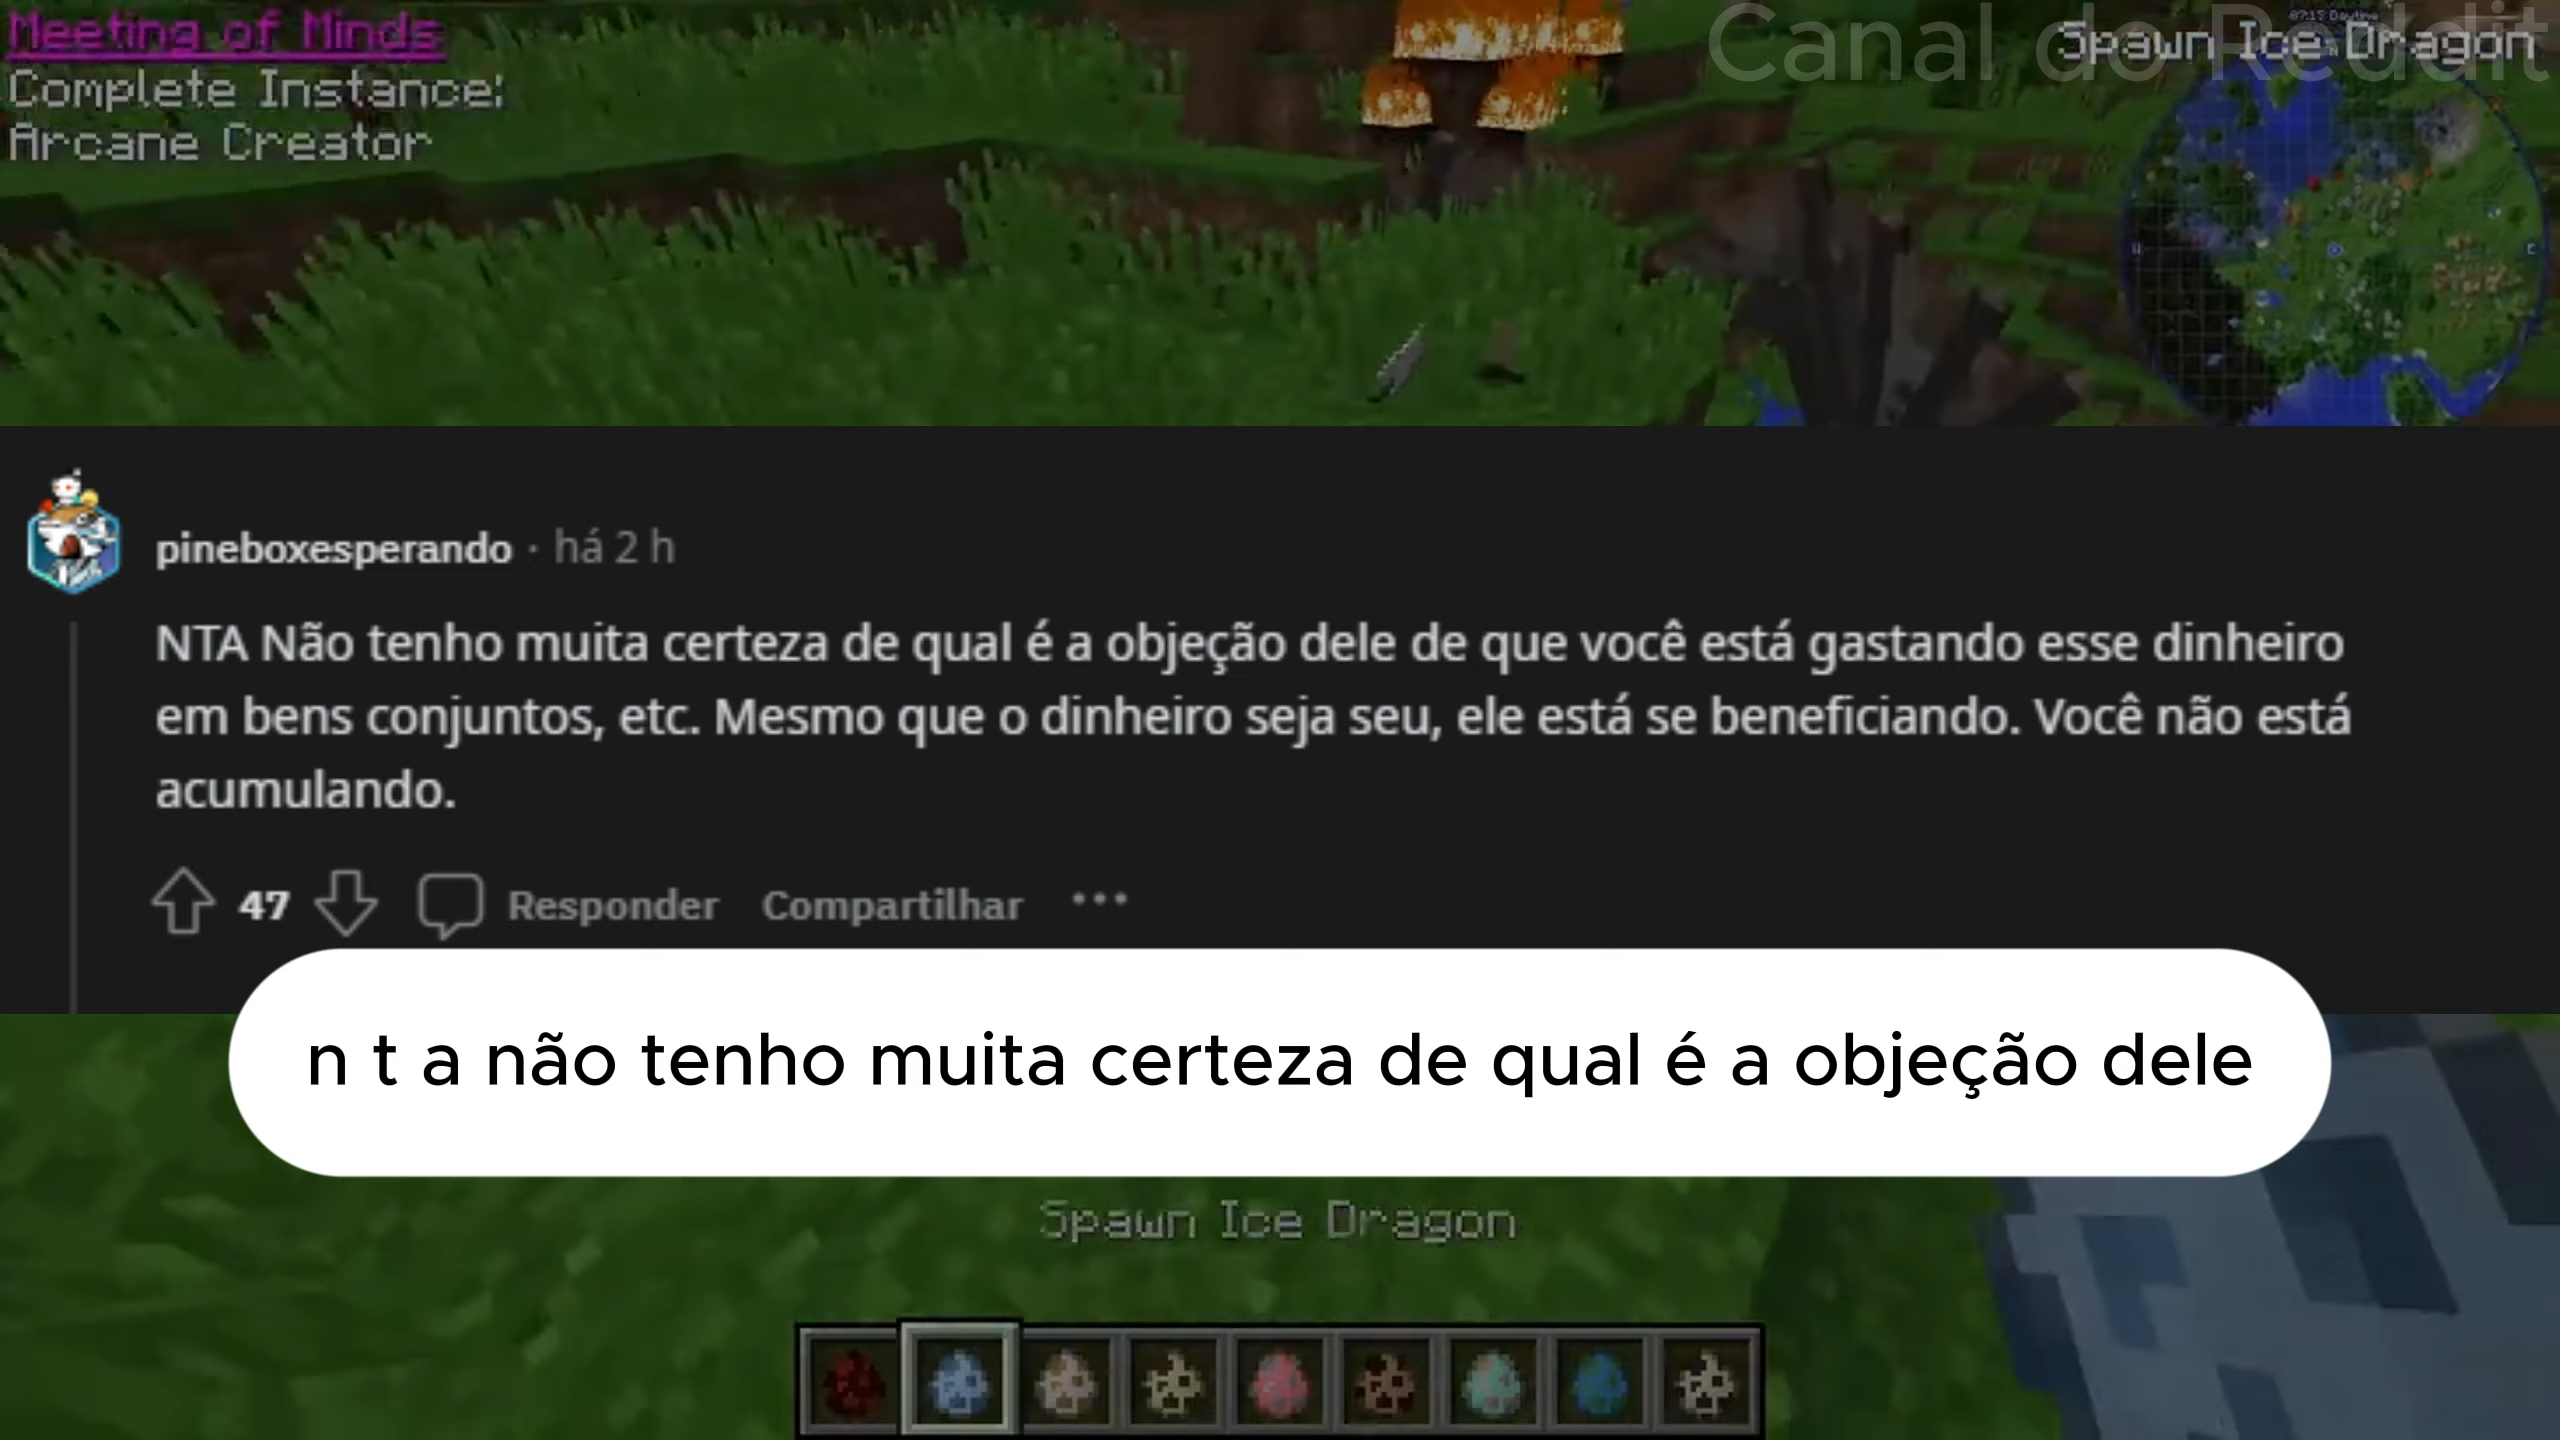 Meeting of Minds
Complete Instance:
Arcane Creator
Canal do Reddit
Spawn Ice Dragon
pineboxesperando · há 2 h
NTA Não tenho muita certeza de qual é a objeção dele de que você está gastando esse dinheiro
em bens conjuntos, etc. Mesmo que o dinheiro seja seu, ele está se beneficiando. Você não está
acumulando.
47 Responder Compartilhar ···
n t a não tenho muita certeza de qual é a objeção dele
Spawn Ice Dragon